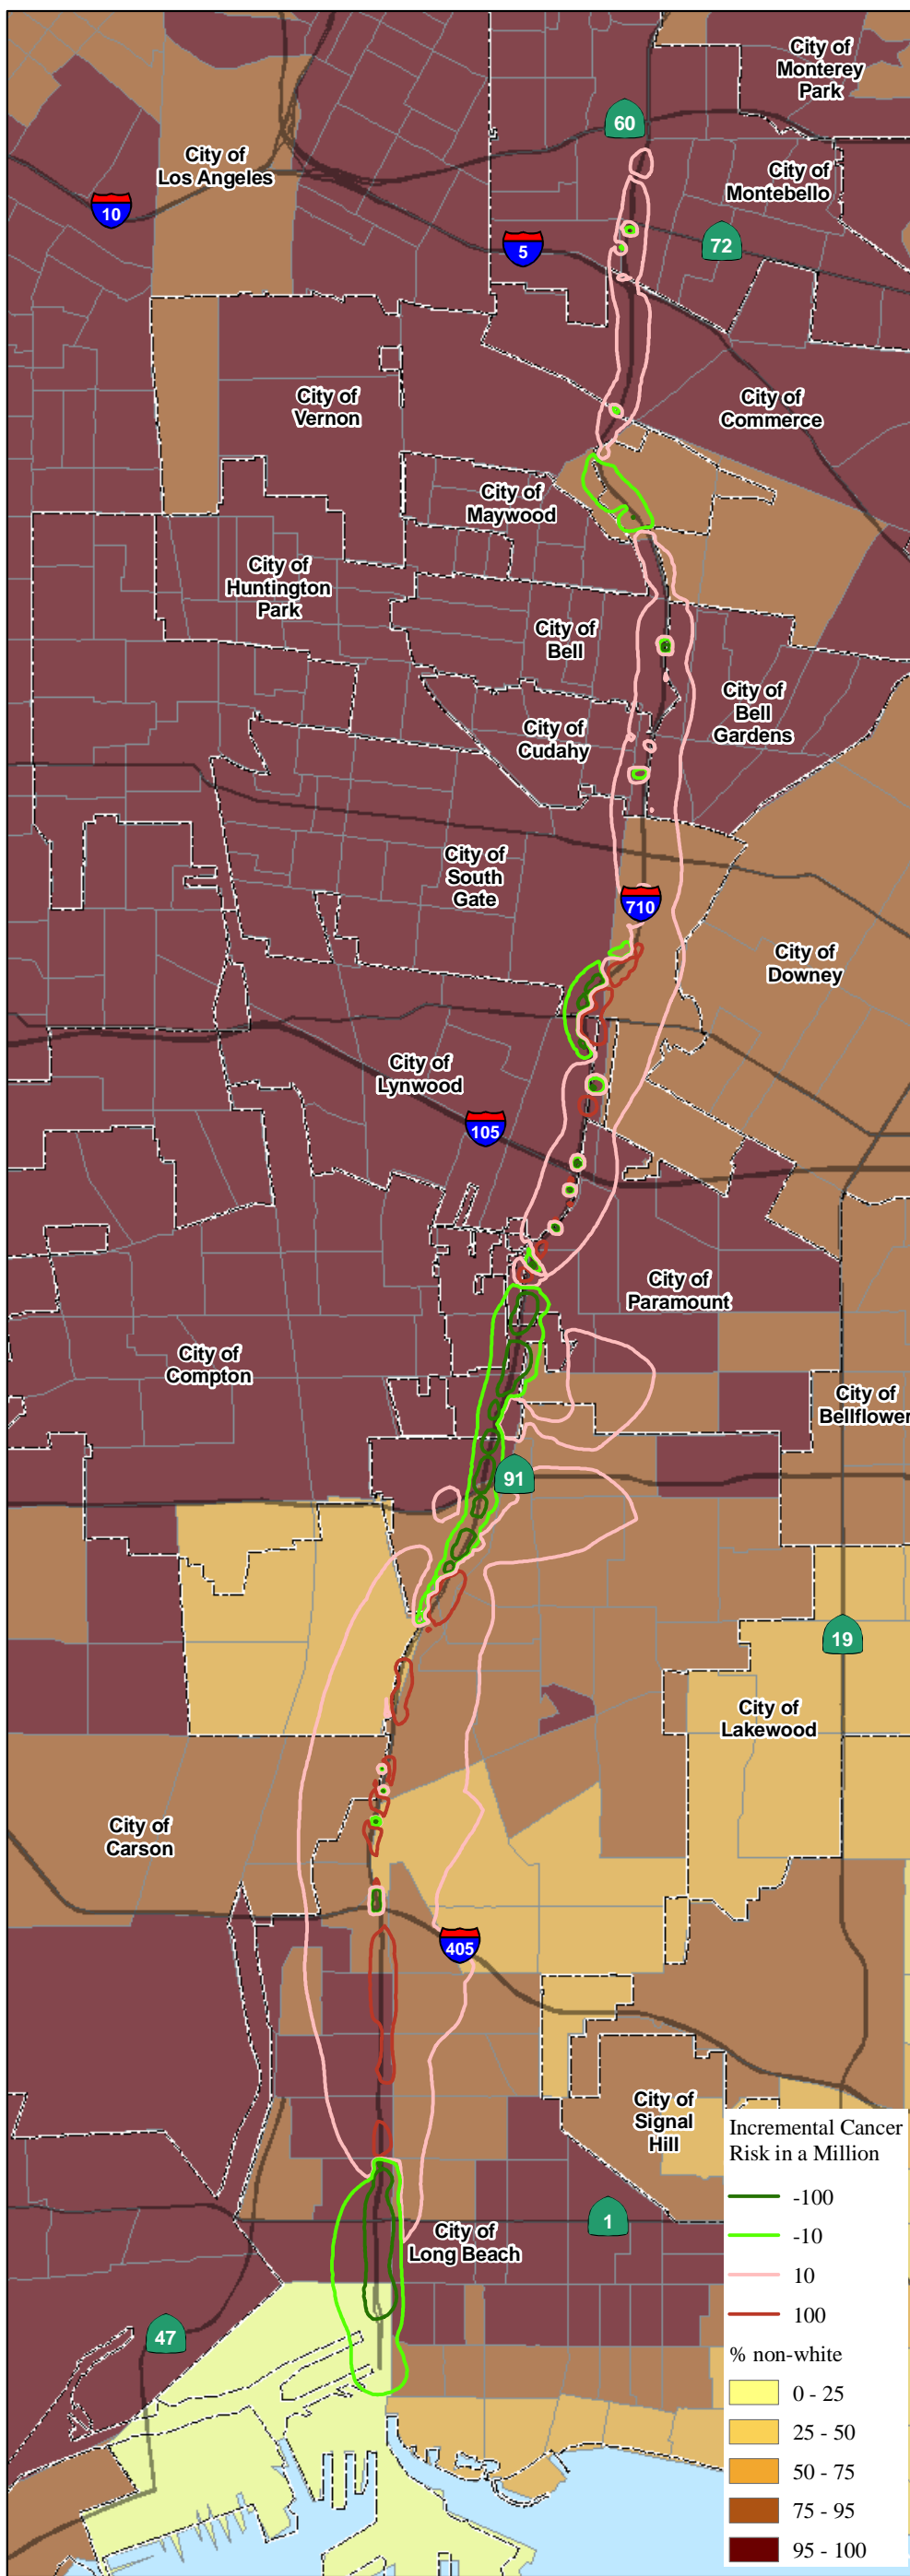 City of
Monterey
Park
60
City of
Los Angeles
City of
Montebello
10
5
72
City of
Vernon
City of
Commerce
City of
Maywood
City of
Huntington
Park
City of
Bell
City of
Bell
Gardens
City of
Cudahy
City of
South
Gate
710
City of
Downey
City of
Lynwood
105
City of
Paramount
City of
Compton
City of
Bellflower
91
19
City of
Lakewood
City of
Carson
405
City of
Signal
Hill
1
City of
Long Beach
47
Incremental Cancer
Risk in a Million
-100
-10
10
100
% non-white
0 - 25
25 - 50
50 - 75
75 - 95
95 - 100